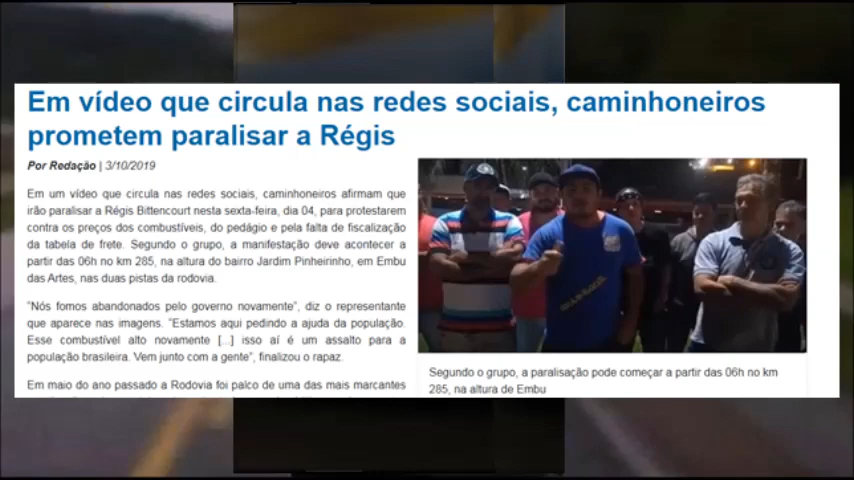 Em vídeo que circula nas redes sociais, caminhoneiros
prometem paralisar a Régis
Por Redação | 3/10/2019
Em um vídeo que circula nas redes sociais, caminhoneiros afirmam que
irão paralisar a Régis Bittencourt nesta sexta-feira, dia 04, para protestarem
contra os preços dos combustíveis, do pedágio e pela falta de fiscalização
da tabela de frete. Segundo o grupo, a manifestação deve acontecer a
partir das 06h no km 285, na altura do bairro Jardim Pinheirinho, em Embu
das Artes, nas duas pistas da rodovia.
"Nós fomos abandonados pelo governo novamente", diz o representante
que aparece nas imagens. "Estamos aqui pedindo a ajuda da população.
Esse combustível alto novamente [...] isso aí é um assalto para a
população brasileira. Vem junto com a gente", finalizou o rapaz.
Em maio do ano passado a Rodovia foi palco de uma das mais marcantes
Segundo o grupo, a paralisação pode começar a partir das 06h no km
285, na altura de Embu